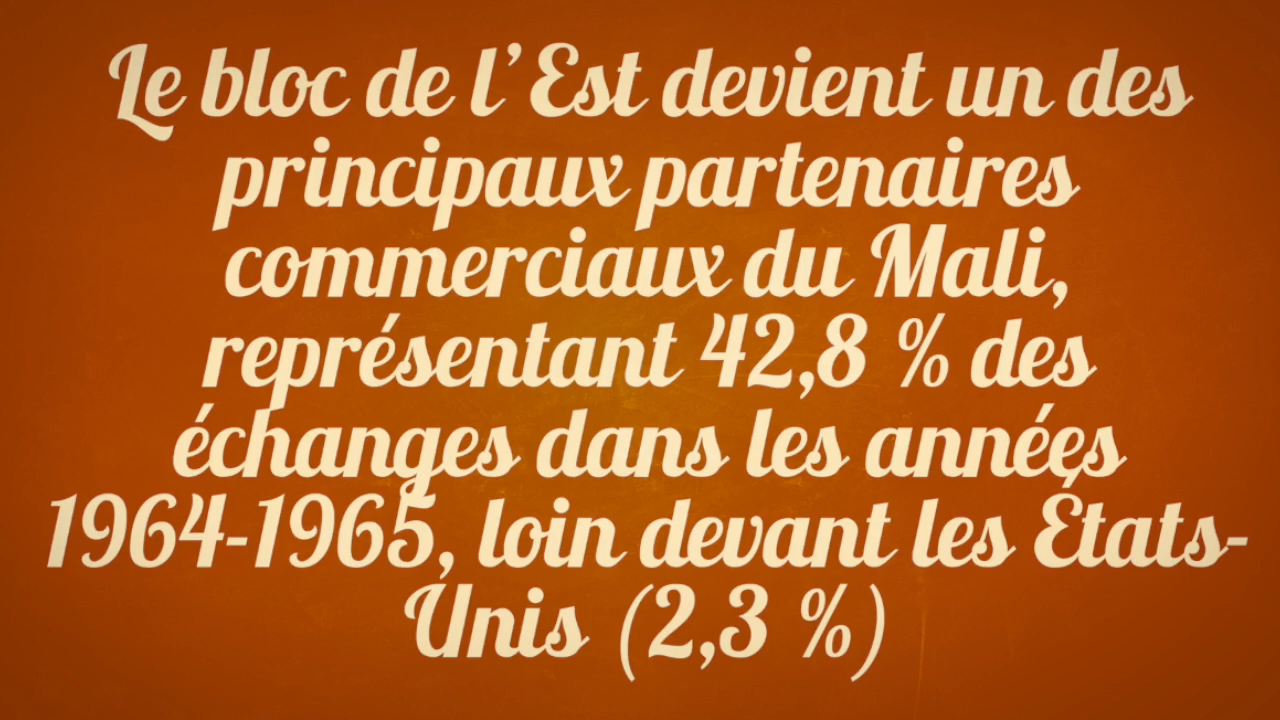 Le bloc de l’Est devient un des
principaux partenaires
commerciaux du Mali,
représentant 42,8 % des
échanges dans les années
1964-1965, loin devant les États-
Unis (2,3 %)